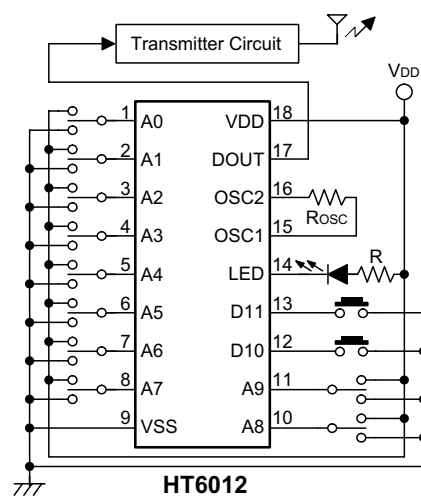 Transmitter Circuit
VDD
1 A0 VDD 18
2 A1 DOUT 17
3 A2 OSC2 16
ROSC
4 A3 OSC1 15
5 A4 LED 14 R
6 A5 D11 13
7 A6 D10 12
8 A7 A9 11
9 VSS A8 10
HT6012